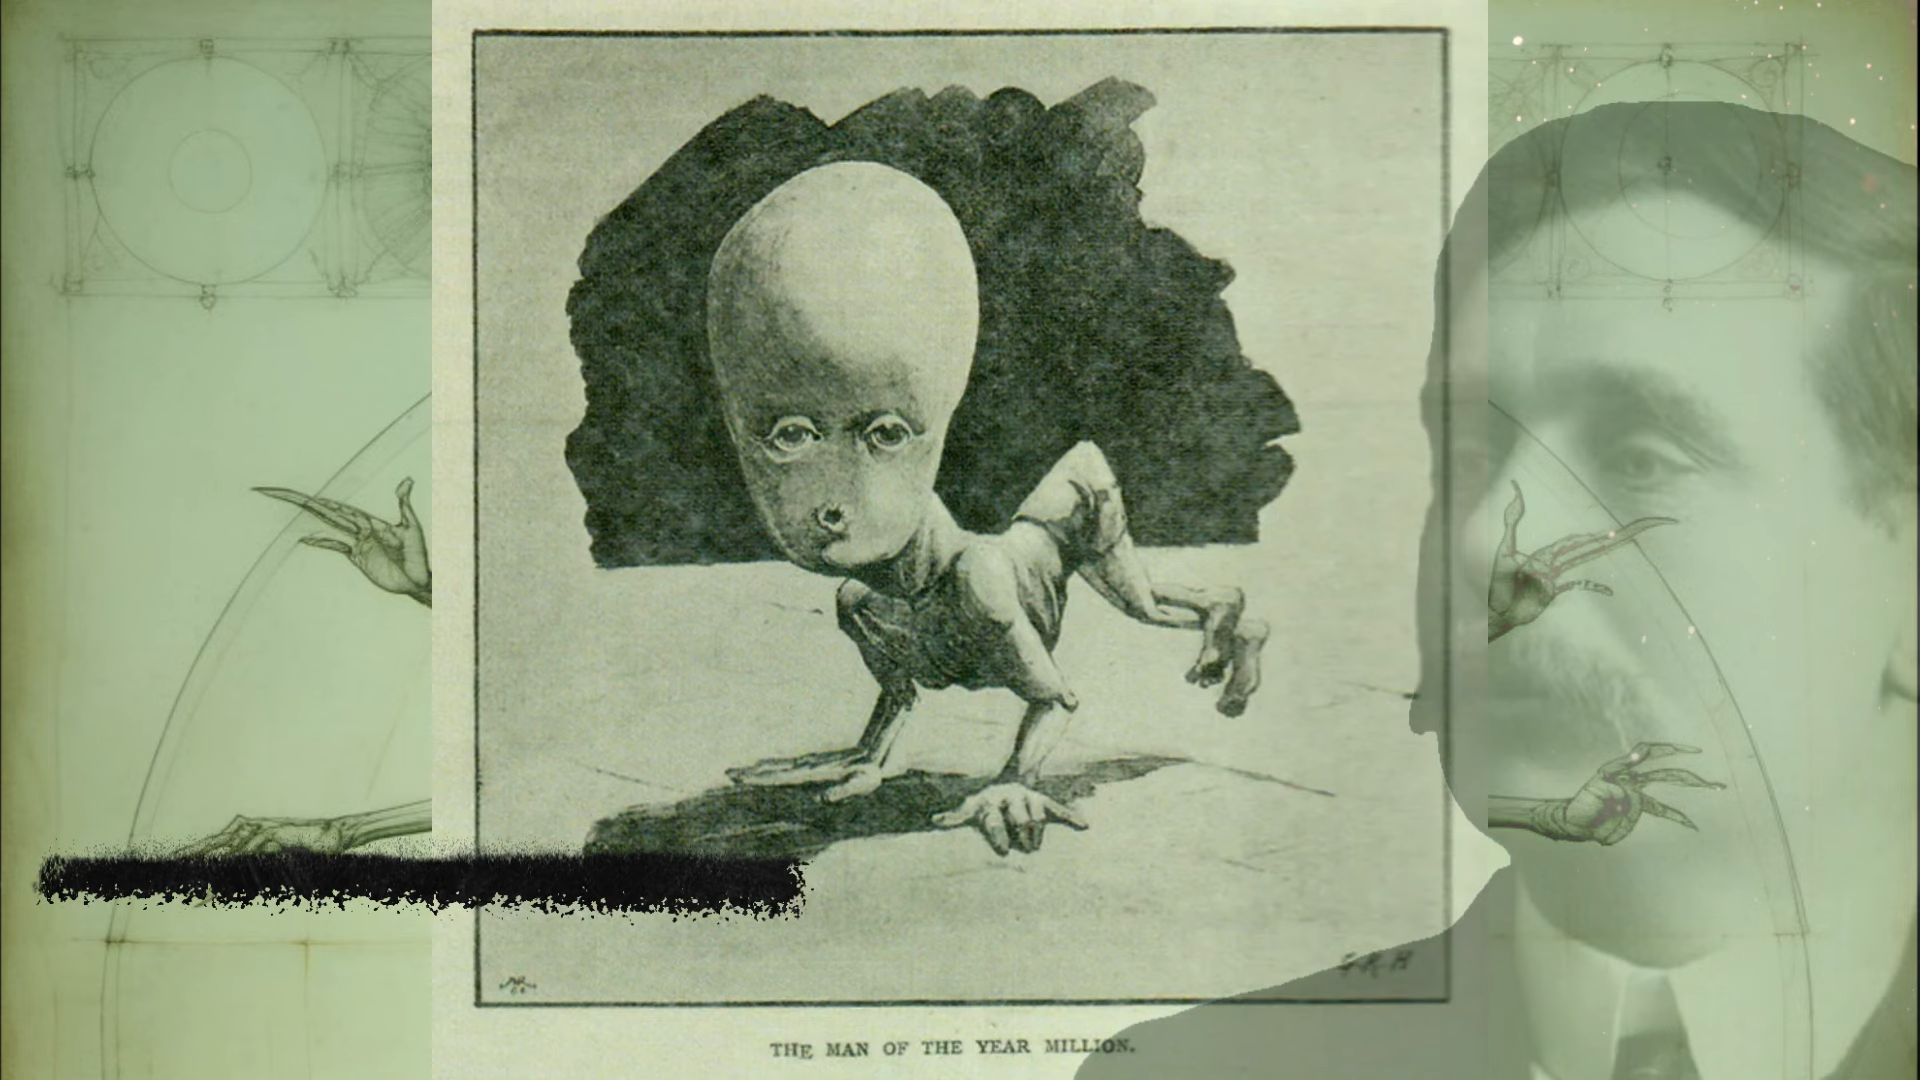 G.R.H
THE MAN OF THE YEAR MILLION.